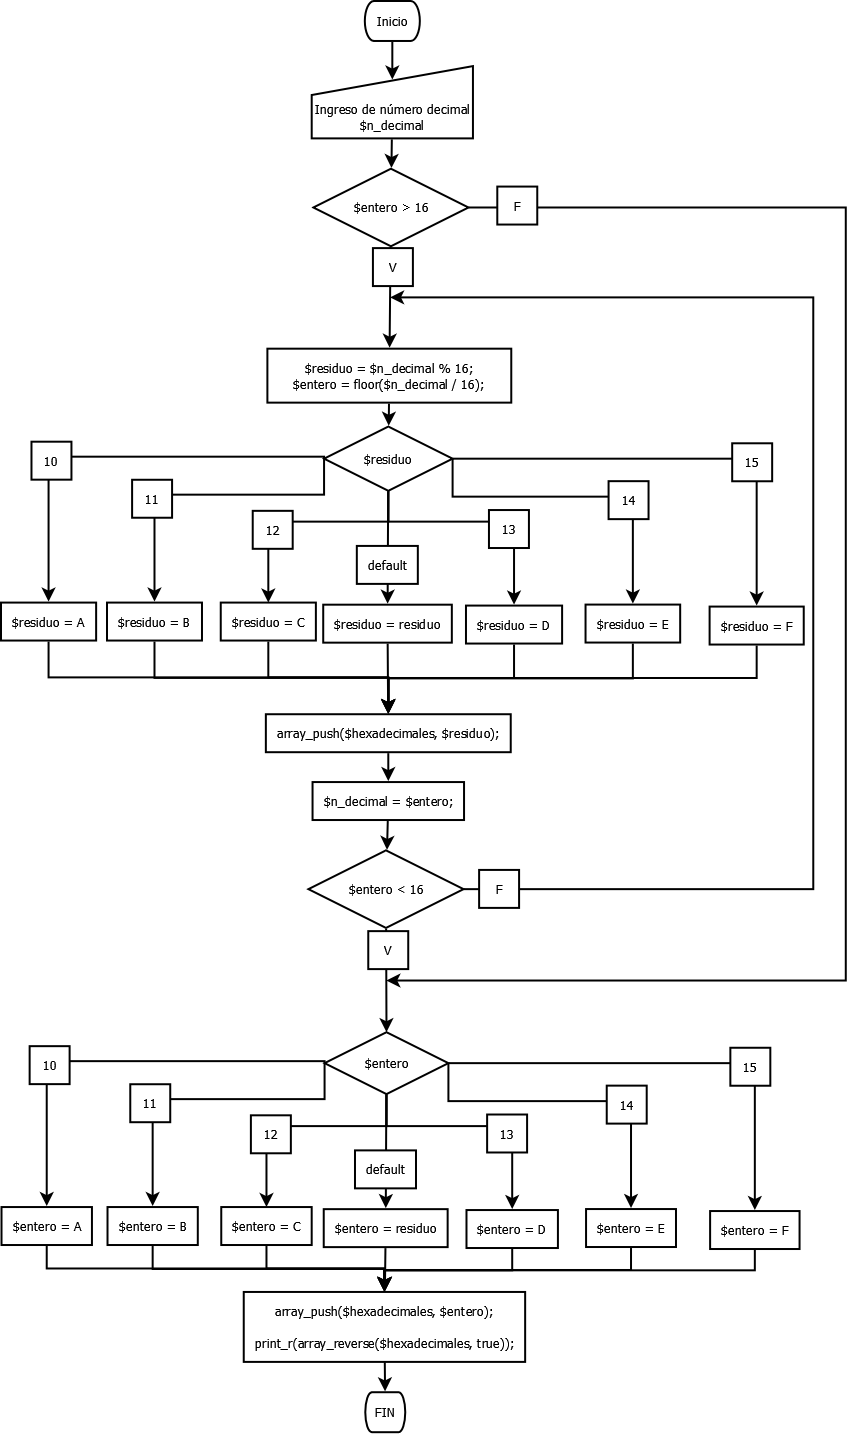 Inicio
Ingreso de número decimal
$n_decimal
$entero > 16
F
V
$residuo = $n_decimal % 16;
$entero = floor($n_decimal / 16);
$residuo
10
11
12
default
13
14
15
$residuo = A
$residuo = B
$residuo = C
$residuo = residuo
$residuo = D
$residuo = E
$residuo = F
array_push($hexadecimales, $residuo);
$n_decimal = $entero;
$entero < 16
F
V
$entero
10
11
12
default
13
14
15
$entero = A
$entero = B
$entero = C
$entero = residuo
$entero = D
$entero = E
$entero = F
array_push($hexadecimales, $entero);
print_r(array_reverse($hexadecimales, true));
FIN